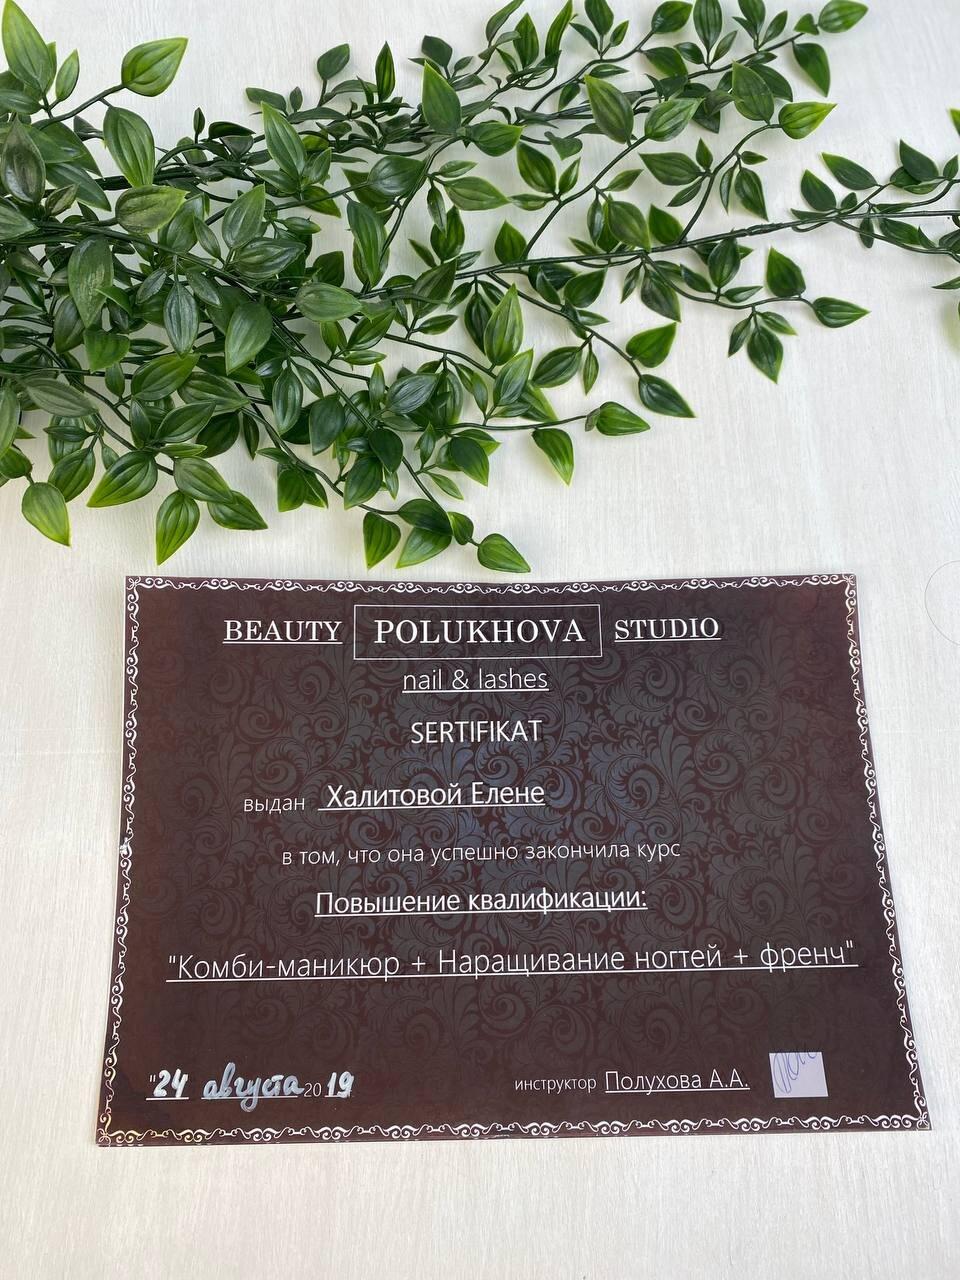 BEAUTY POLUKHOVA STUDIO
nail & lashes
SERTIFIKAT
выдан Халитовой Елене
в том, что она успешно закончила курс
Повышение квалификации:
"Комби-маникюр + Наращивание ногтей + френч"
"24 августа 2019 инструктор Полухова А.А.